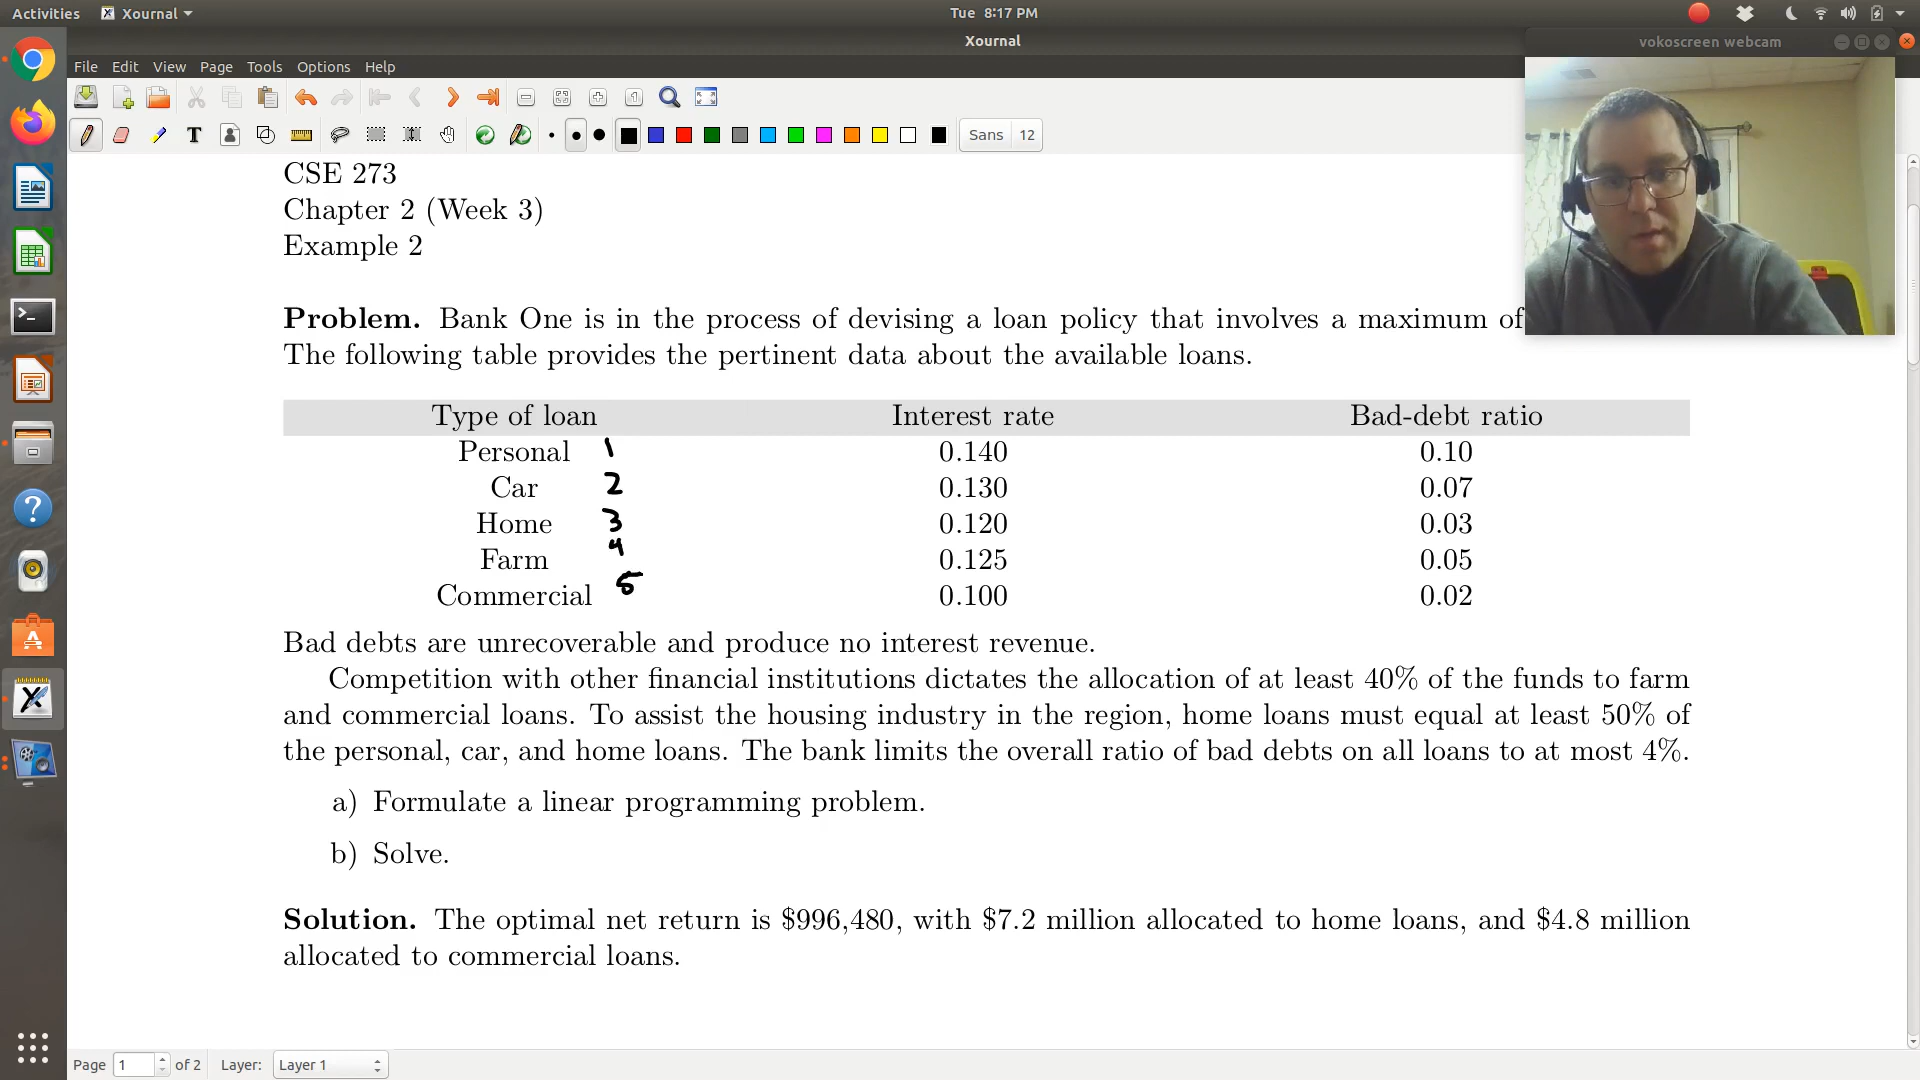 Activities Xournal Tue 8:17 PM
Xournal
vokoscreen webcam
File Edit View Page Tools Options Help
Sans 12
CSE 273
Chapter 2 (Week 3)
Example 2
Problem. Bank One is in the process of devising a loan policy that involves a maximum of
The following table provides the pertinent data about the available loans.
Type of loan Interest rate Bad-debt ratio
Personal 1 0.140 0.10
Car 2 0.130 0.07
Home 3 0.120 0.03
Farm 4 0.125 0.05
Commercial 5 0.100 0.02
Bad debts are unrecoverable and produce no interest revenue.
Competition with other financial institutions dictates the allocation of at least 40% of the funds to farm
and commercial loans. To assist the housing industry in the region, home loans must equal at least 50% of
the personal, car, and home loans. The bank limits the overall ratio of bad debts on all loans to at most 4%.
a) Formulate a linear programming problem.
b) Solve.
Solution. The optimal net return is $996,480, with $7.2 million allocated to home loans, and $4.8 million
allocated to commercial loans.
Page 1 of 2 Layer: Layer 1